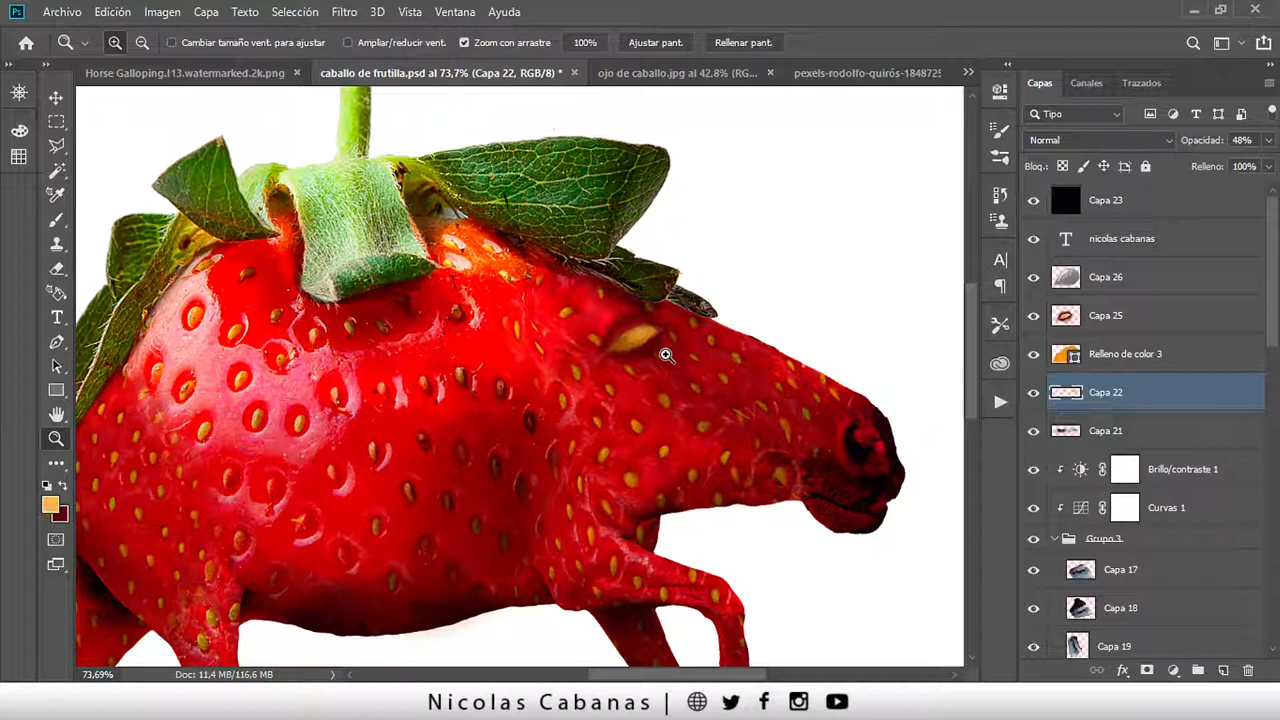 Ps Archivo Edición Imagen Capa Texto Selección Filtro 3D Vista Ventana Ayuda
Cambiar tamaño vent. para ajustar Ampliar/reducir vent. Zoom con arrastre 100% Ajustar pant. Rellenar pant.
Horse Galloping.I13.watermarked.2k.png × caballo de frutilla.psd al 73,7% (Capa 22, RGB/8) * × ojo de caballo.jpg al 42,8% (RG... × pexels-rodolfo-quirós-1848725
Capas Canales Trazados
Tipo
Normal Opacidad: 48%
Bloq.: Relleno: 100%
Capa 23
T nicolas cabanas
Capa 26
Capa 25
Relleno de color 3
Capa 22
Capa 21
Brillo/contraste 1
Curvas 1
Grupo 3
Capa 17
Capa 18
Capa 19
73,69% Doc: 11,4 MB/116,6 MB
Nicolas Cabanas |